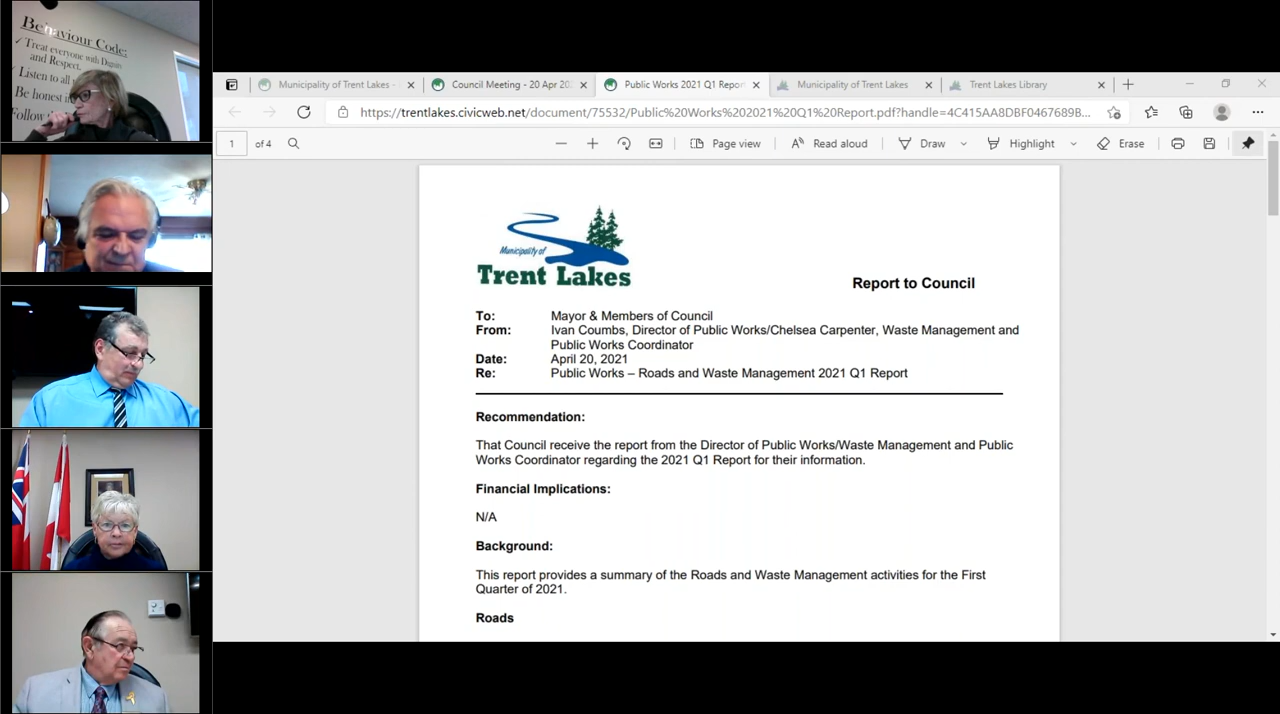 Behaviour Code:
✓ Treat everyone with Dignity
and Respect.
✓ Listen to all
Be honest
Follow
Municipality of Trent Lakes -
Council Meeting - 20 Apr 202
Public Works 2021 Q1 Report
Municipality of Trent Lakes
Trent Lakes Library
https://trentlakes.civicweb.net/document/75532/Public%20Works%202021%20Q1%20Report.pdf?handle=4C415AA8DBF0467689B...
1 of 4
Page view
Read aloud
Draw
Highlight
Erase
Municipality of
Trent Lakes
Report to Council
To: Mayor & Members of Council
From: Ivan Coumbs, Director of Public Works/Chelsea Carpenter, Waste Management and
Public Works Coordinator
Date: April 20, 2021
Re: Public Works – Roads and Waste Management 2021 Q1 Report
Recommendation:
That Council receive the report from the Director of Public Works/Waste Management and Public
Works Coordinator regarding the 2021 Q1 Report for their information.
Financial Implications:
N/A
Background:
This report provides a summary of the Roads and Waste Management activities for the First
Quarter of 2021.
Roads